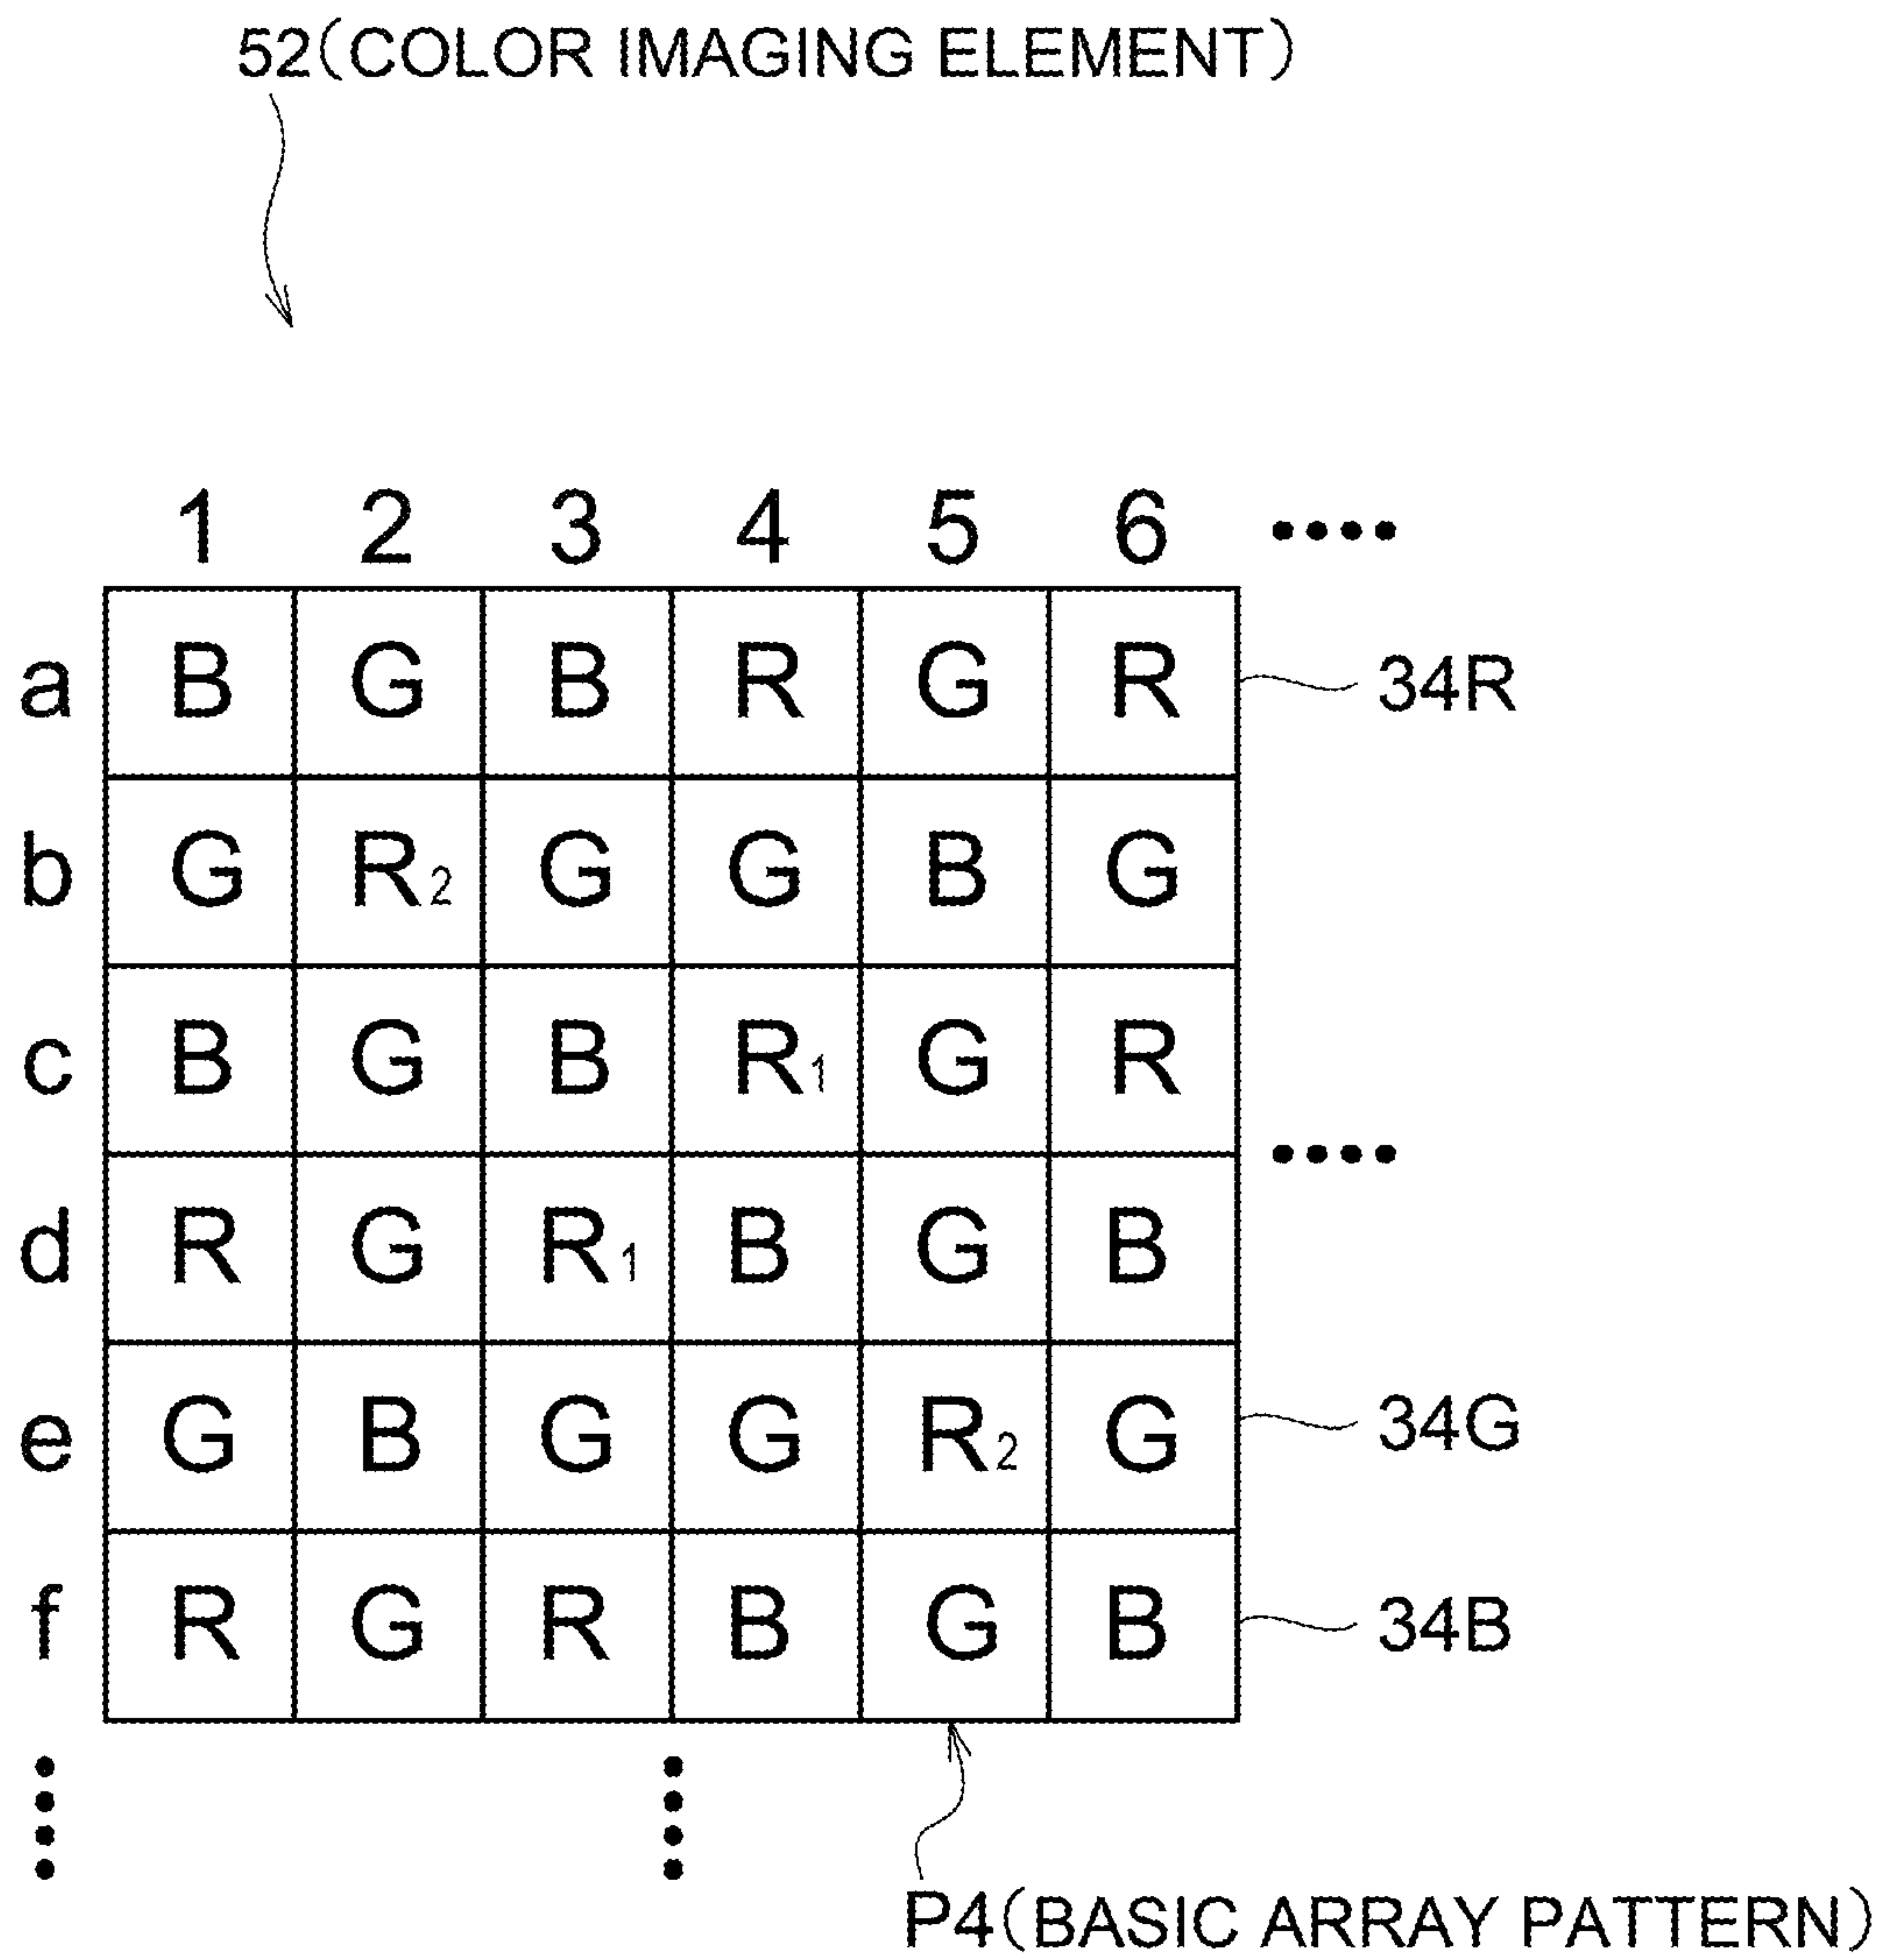 52(COLOR IMAGING ELEMENT)
1 2 3 4 5 6 ····
a B G B R G R 34R
b G R2 G G B G
c B G B R1 G R
····
d R G R1 B G B
e G B G G R2 G 34G
f R G R B G B 34B
P4(BASIC ARRAY PATTERN)